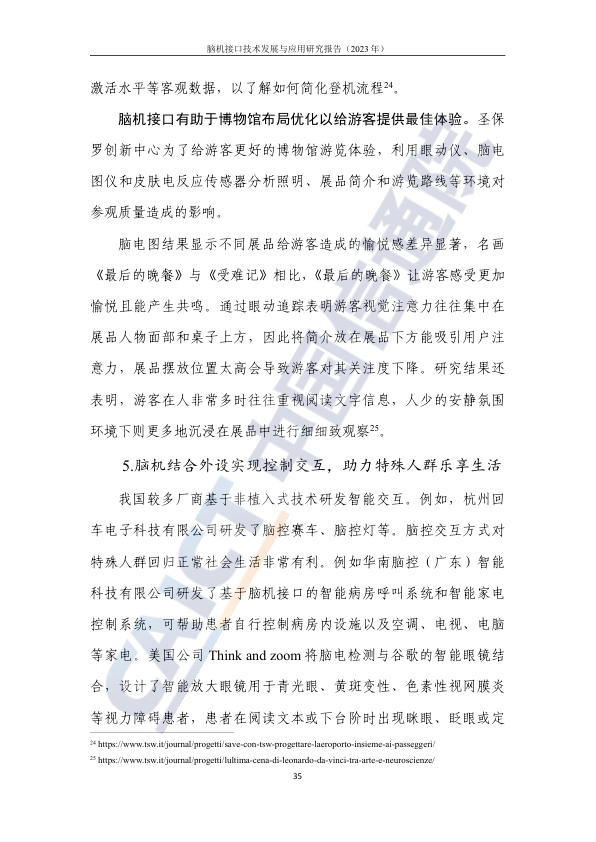 脑机接口技术发展与应用研究报告（2023 年）
激活水平等客观数据，以了解如何简化登机流程24。
脑机接口有助于博物馆布局优化以给游客提供最佳体验。圣保
罗创新中心为了给游客更好的博物馆游览体验，利用眼动仪、脑电
图仪和皮肤电反应传感器分析照明、展品简介和游览路线等环境对
参观质量造成的影响。
脑电图结果显示不同展品给游客造成的愉悦感差异显著，名画
《最后的晚餐》与《受难记》相比，《最后的晚餐》让游客感受更加
愉悦且能产生共鸣。通过眼动追踪表明游客视觉注意力往往集中在
展品人物面部和桌子上方，因此将简介放在展品下方能吸引用户注
意力，展品摆放位置太高会导致游客对其关注度下降。研究结果还
表明，游客在人非常多时往往重视阅读文字信息，人少的安静氛围
环境下则更多地沉浸在展品中进行细细致观察25。
5.脑机结合外设实现控制交互，助力特殊人群乐享生活
我国较多厂商基于非植入式技术研发智能交互。例如，杭州回
车电子科技有限公司研发了脑控赛车、脑控灯等。脑控交互方式对
特殊人群回归正常社会生活非常有利。例如华南脑控（广东）智能
科技有限公司研发了基于脑机接口的智能病房呼叫系统和智能家电
控制系统，可帮助患者自行控制病房内设施以及空调、电视、电脑
等家电。美国公司 Think and zoom 将脑电检测与谷歌的智能眼镜结
合，设计了智能放大眼镜用于青光眼、黄斑变性、色素性视网膜炎
等视力障碍患者，患者在阅读文本或下台阶时出现眯眼、眨眼或定
24 https://www.tsw.it/journal/progetti/save-con-tsw-progettare-laeroporto-insieme-ai-passeggeri/
25 https://www.tsw.it/journal/progetti/lultima-cena-di-leonardo-da-vinci-tra-arte-e-neuroscienze/
35
CAICT 中国信通院